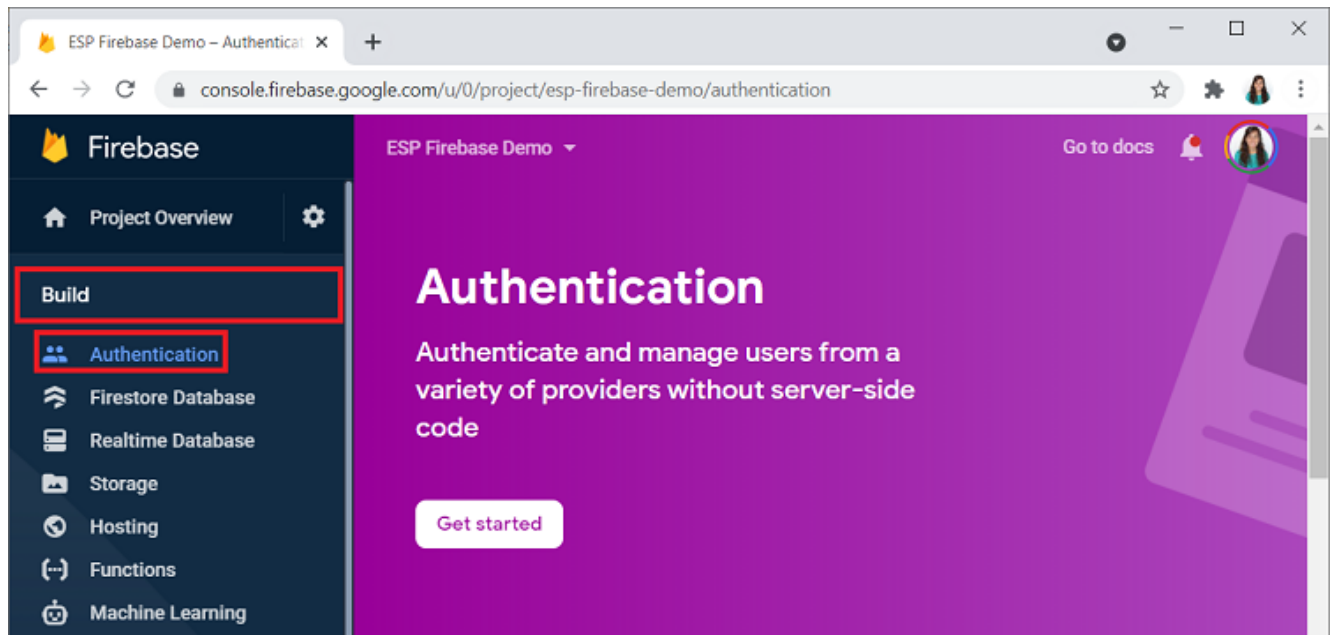 ESP Firebase Demo – Authenticat
console.firebase.google.com/u/0/project/esp-firebase-demo/authentication
Firebase
ESP Firebase Demo
Go to docs
Project Overview
Build
Authentication
Firestore Database
Realtime Database
Storage
Hosting
Functions
Machine Learning
Authentication
Authenticate and manage users from a
variety of providers without server-side
code
Get started